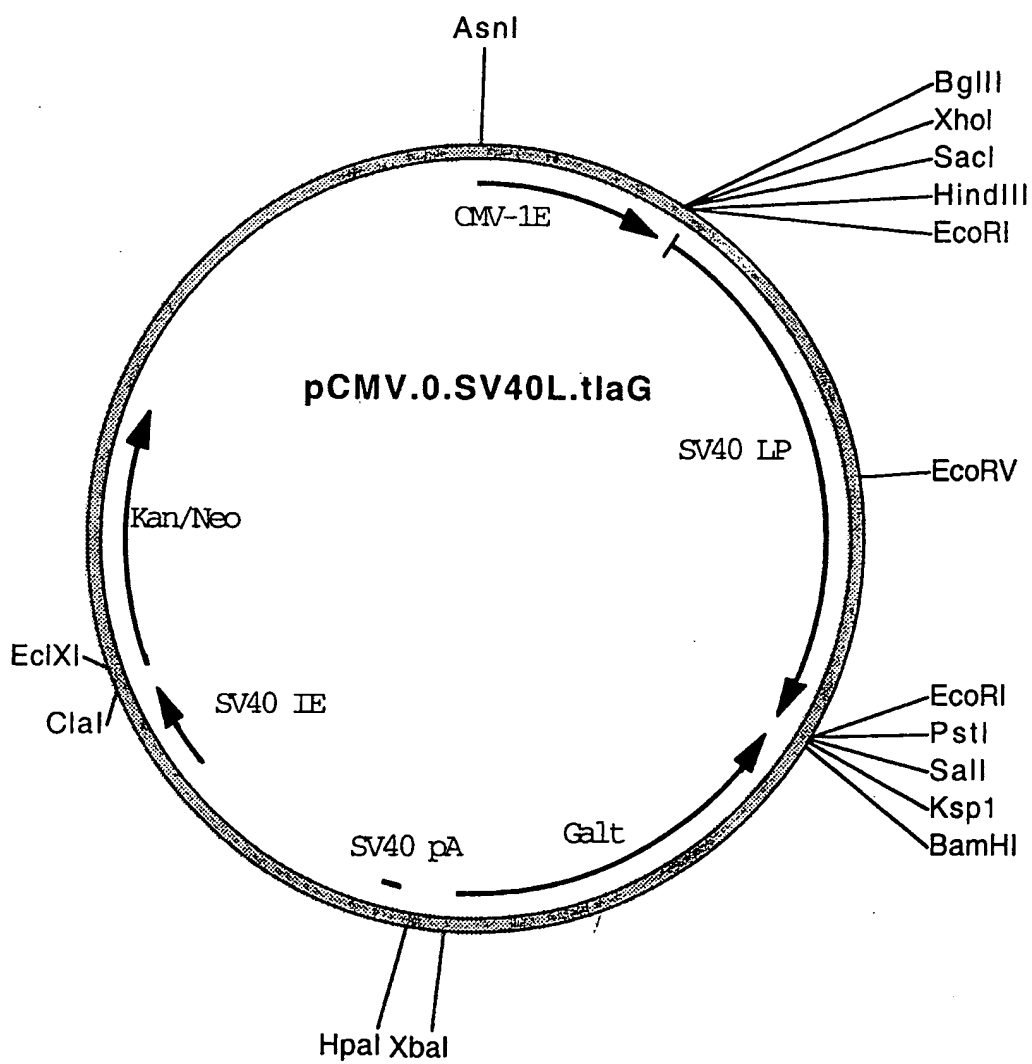 AsnI
BglII
XhoI
SacI
HindIII
EcoRI
CMV-1E
pCMV.0.SV40L.tlaG
SV40 LP
EcoRV
Kan/Neo
EclXI
ClaI
SV40 IE
EcoRI
PstI
SalI
Ksp1
BamHI
Galt
SV40 pA
HpaI XbaI